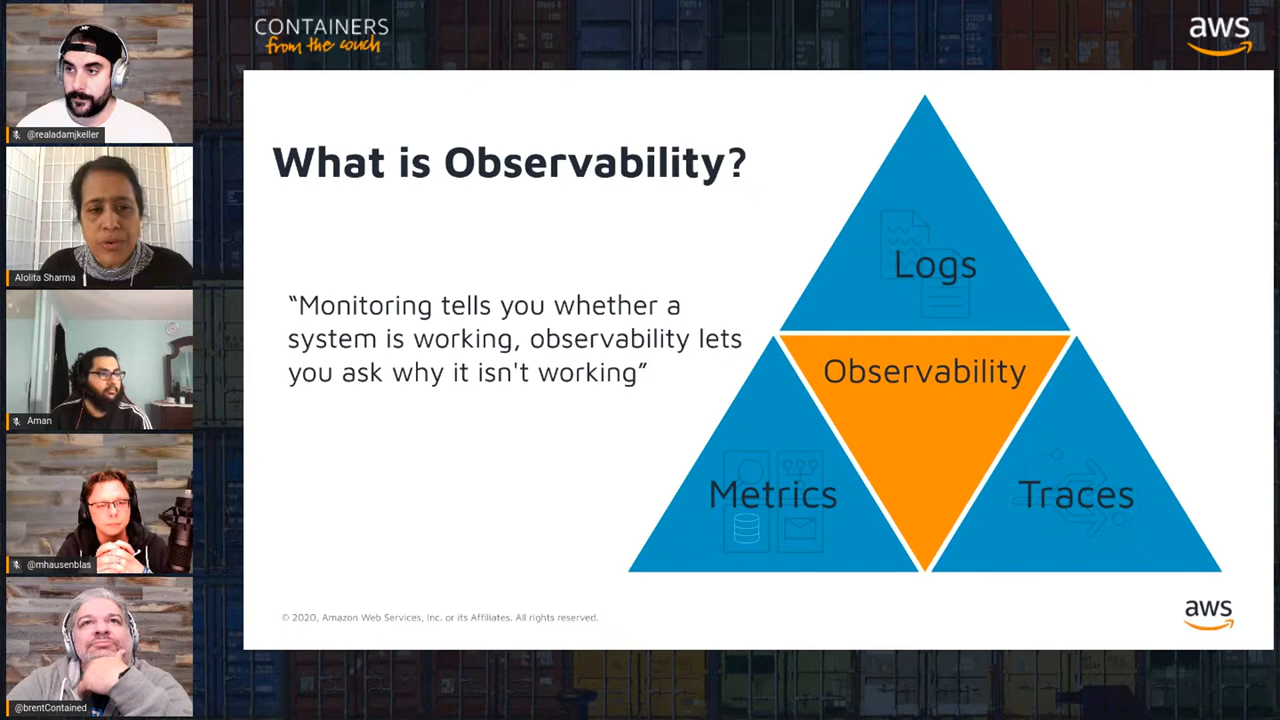 CONTAINERS
from the couch
aws
@realadamjkeller
Alolita Sharma
Aman
@mhausenblas
@brentContained
What is Observability?
“Monitoring tells you whether a
system is working, observability lets
you ask why it isn't working”
Logs
Observability
Metrics
Traces
© 2020, Amazon Web Services, Inc. or its Affiliates. All rights reserved.
aws